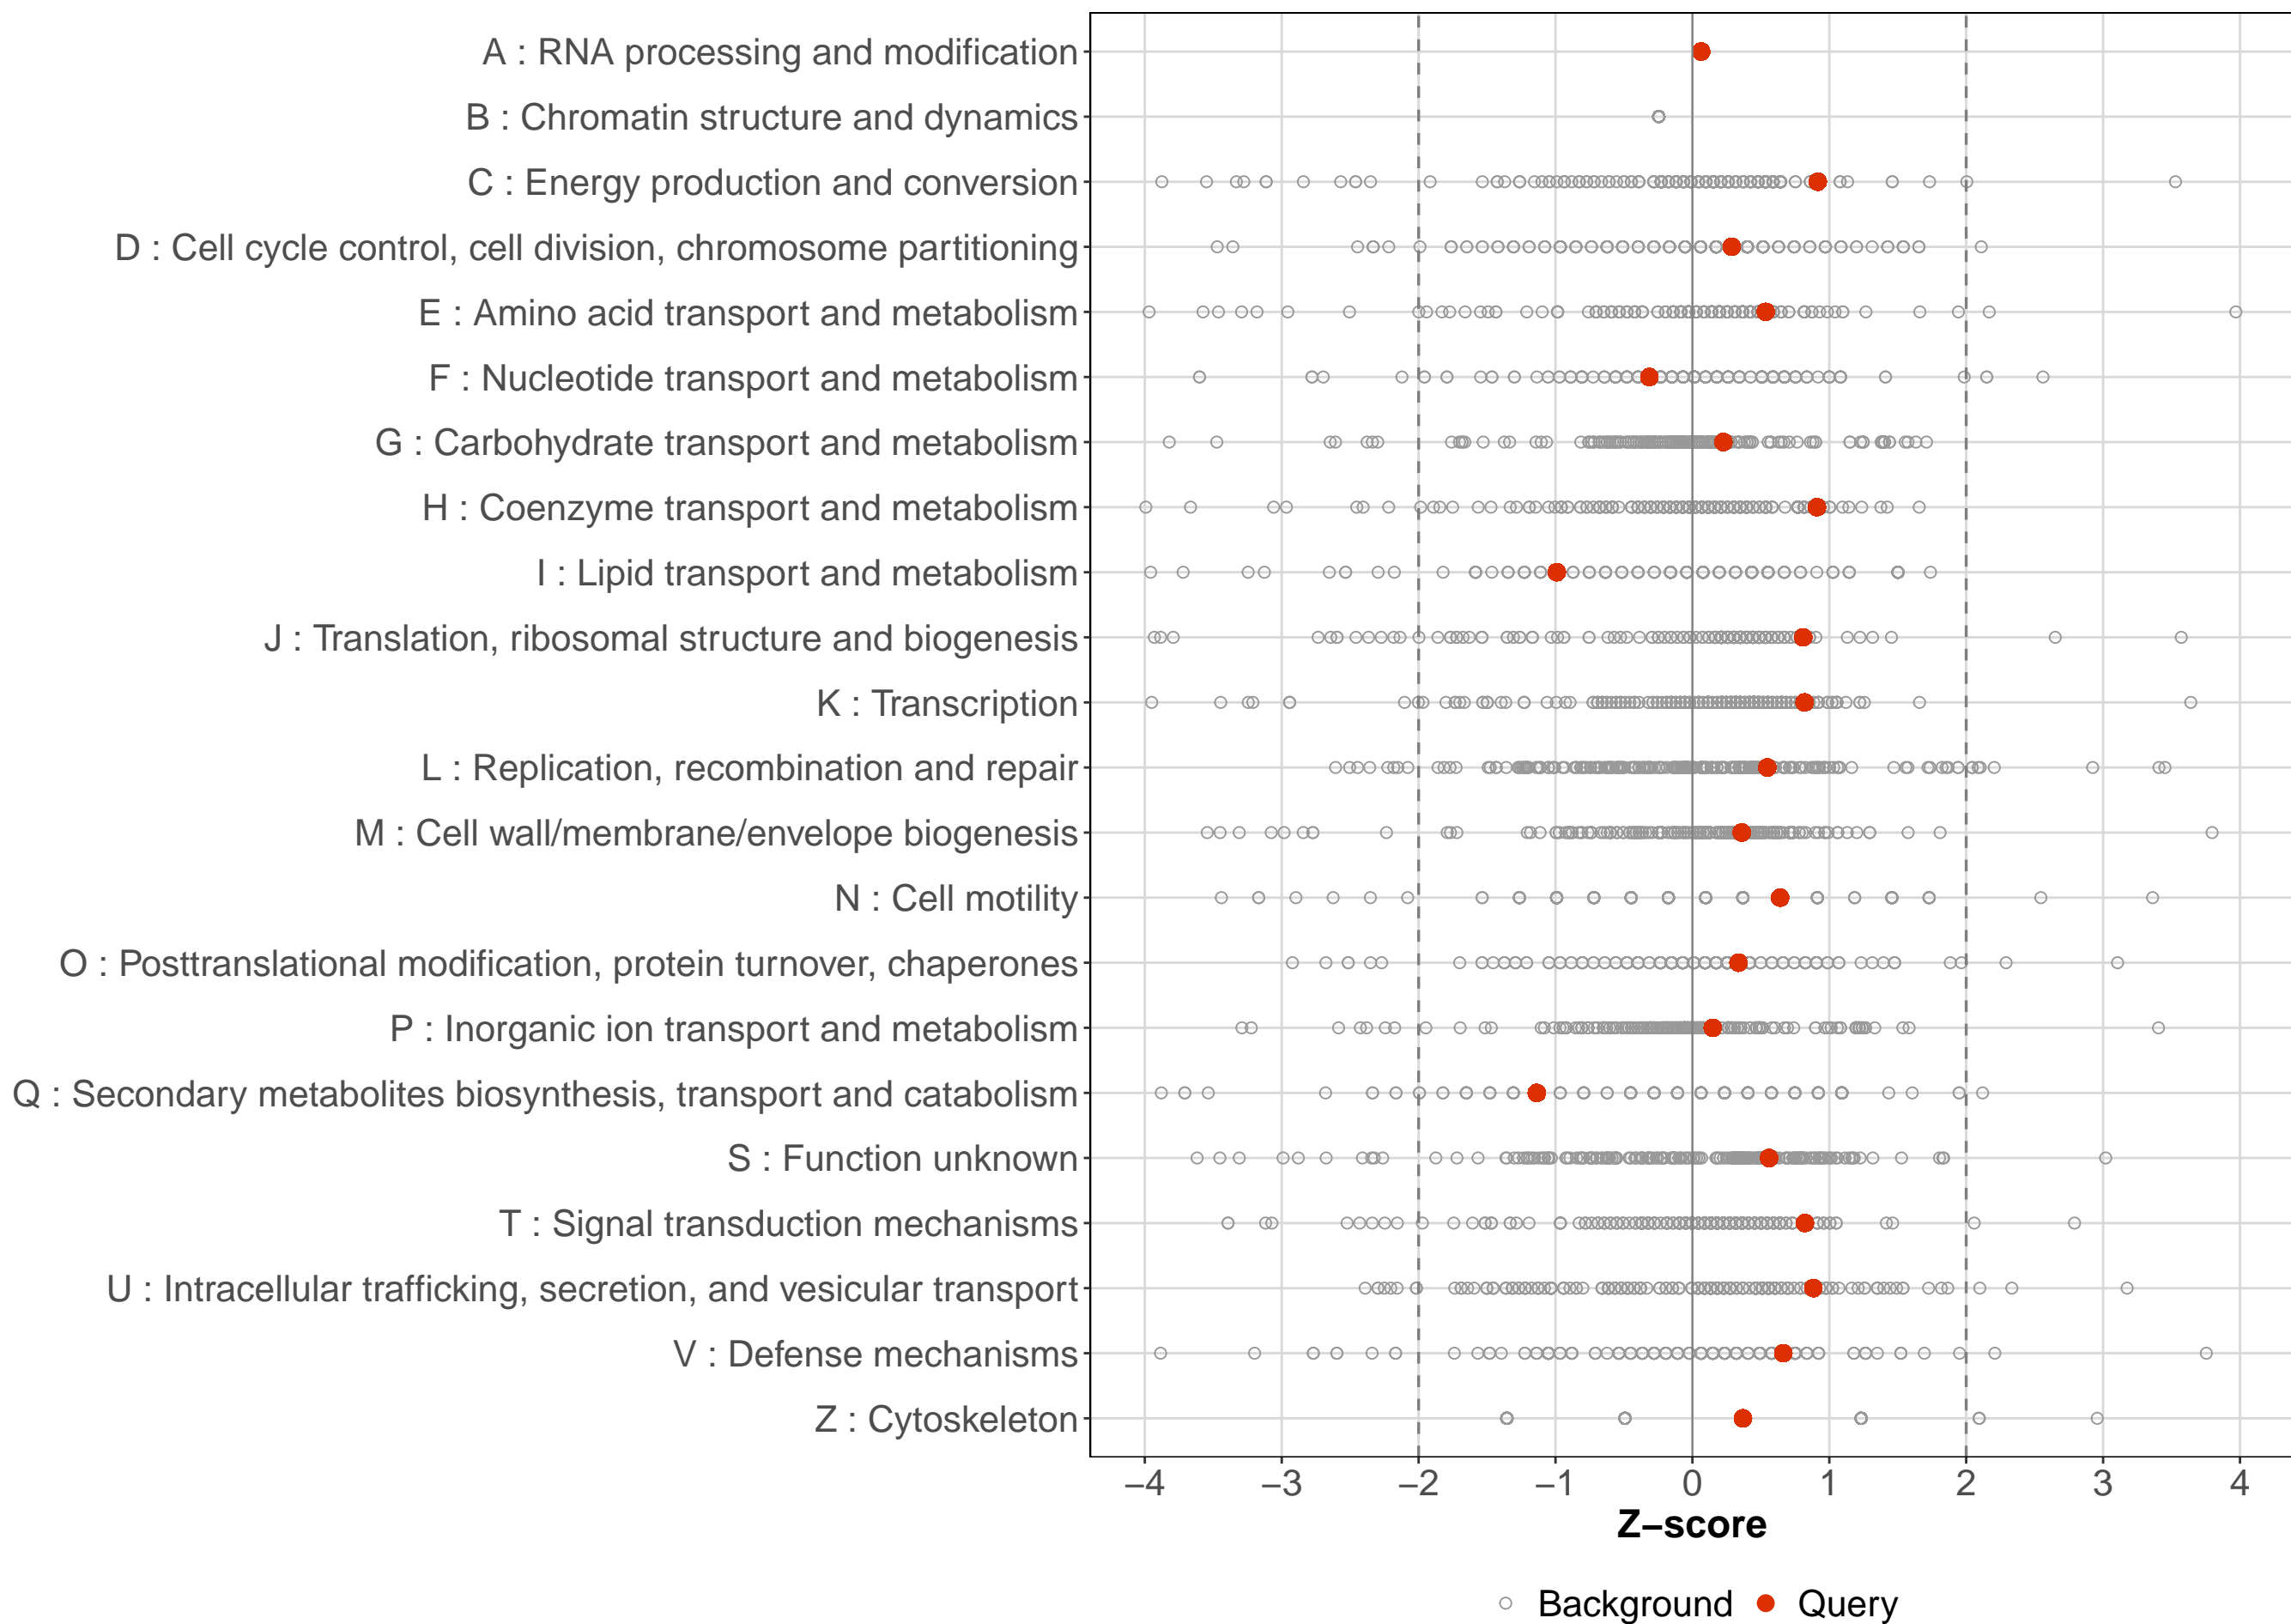 A : RNA processing and modification
B : Chromatin structure and dynamics
C : Energy production and conversion
D : Cell cycle control, cell division, chromosome partitioning
E : Amino acid transport and metabolism
F : Nucleotide transport and metabolism
G : Carbohydrate transport and metabolism
H : Coenzyme transport and metabolism
I : Lipid transport and metabolism
J : Translation, ribosomal structure and biogenesis
K : Transcription
L : Replication, recombination and repair
M : Cell wall/membrane/envelope biogenesis
N : Cell motility
O : Posttranslational modification, protein turnover, chaperones
P : Inorganic ion transport and metabolism
Q : Secondary metabolites biosynthesis, transport and catabolism
S : Function unknown
T : Signal transduction mechanisms
U : Intracellular trafficking, secretion, and vesicular transport
V : Defense mechanisms
Z : Cytoskeleton
−4 −3 −2 −1 0 1 2 3 4
Z−score
Background Query